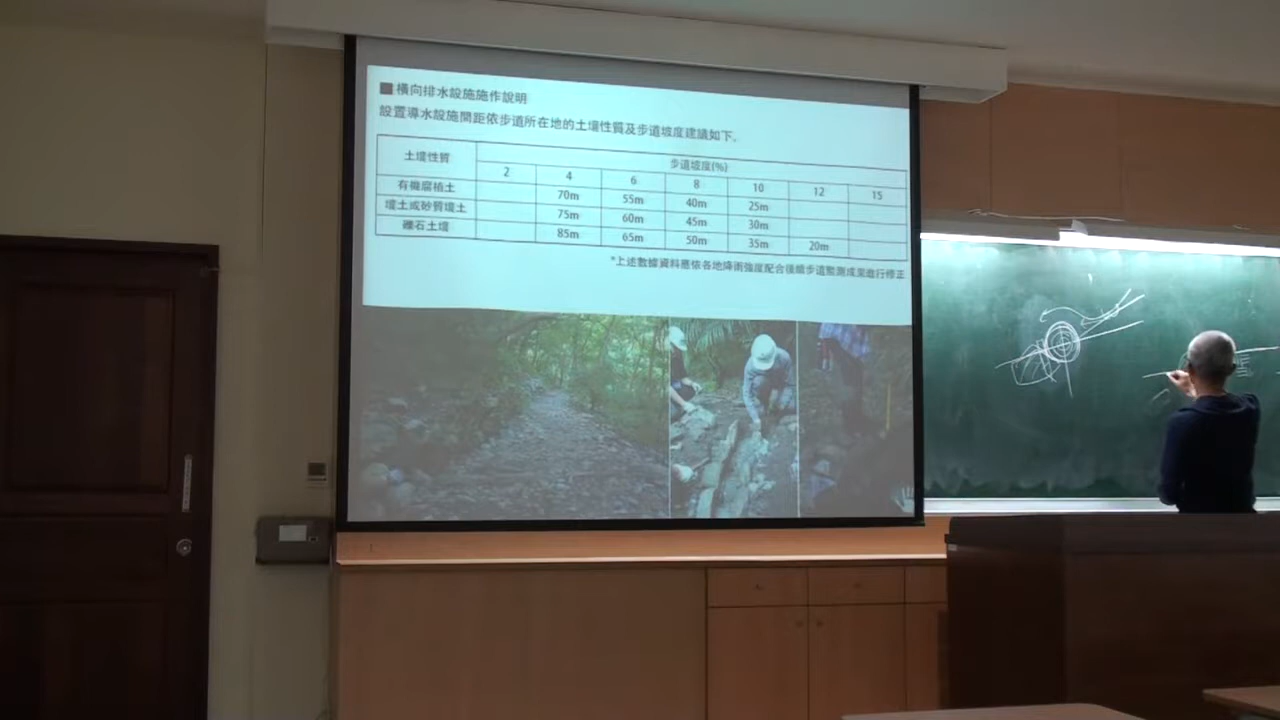 ■橫向排水設施施作說明
設置導水設施間距依步道所在地的土壤性質及步道坡度建議如下。
土壤性質 步道坡度(%)
2 4 6 8 10 12 15
有機腐植土 70m 55m 40m 25m
壤土或砂質壤土 75m 60m 45m 30m
礫石土壤 85m 65m 50m 35m 20m
*上述數據資料應依各地降雨強度配合後續步道監測成果進行修正